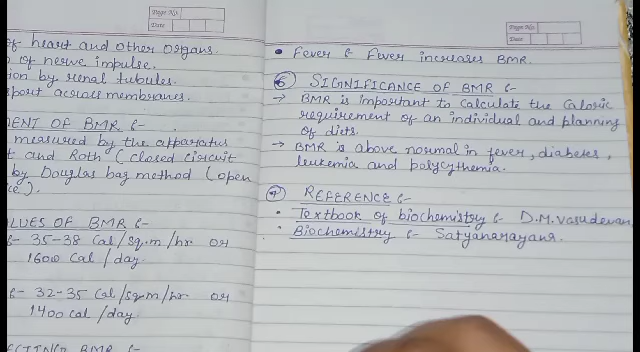 Page No.
Date
of heart and other organs.
of nerve impulse.
tion by renal tubules.
sport across membranes.
MENT OF BMR :-
measured by the apparatus
t and Roth (closed circuit
by Douglas bag method (open
ce).
LUES OF BMR :-
:- 35-38 Cal/sq.m/hr or
1600 Cal/day.
:- 32-35 Cal/sq.m/hr or
1400 Cal/day.
ECTING BMR :-
Page No.
Date
• Fever :- Fever increases BMR.
⑥ SIGNIFICANCE OF BMR :-
→ BMR is important to calculate the Caloric
requirement of an individual and planning
of diets.
→ BMR is above normal in fever, diabetes,
leukemia and polycythemia.
⑦ REFERENCE :-
• Textbook of biochemistry :- D.M. Vasudevan
• Biochemistry :- Satyanarayana.